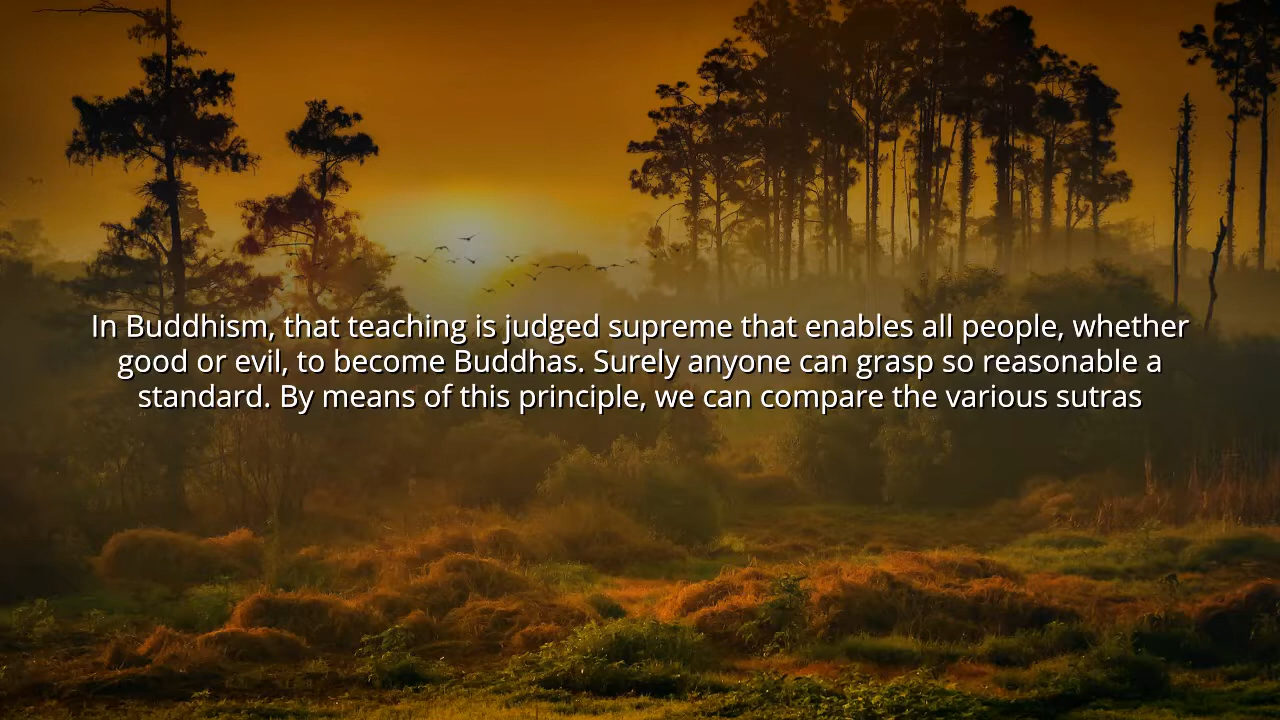 In Buddhism, that teaching is judged supreme that enables all people, whether
good or evil, to become Buddhas. Surely anyone can grasp so reasonable a
standard. By means of this principle, we can compare the various sutras